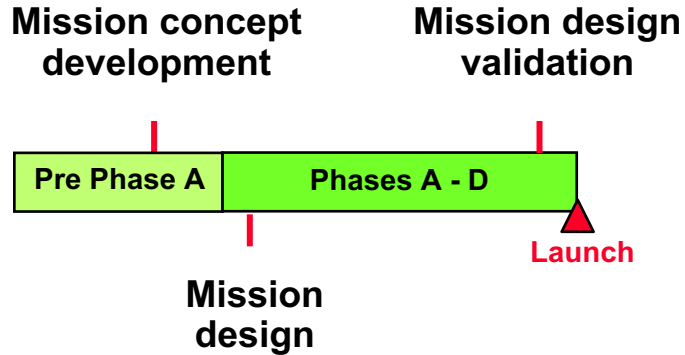 Mission concept
development
Mission design
validation
Pre Phase A
Phases A - D
Launch
Mission
design